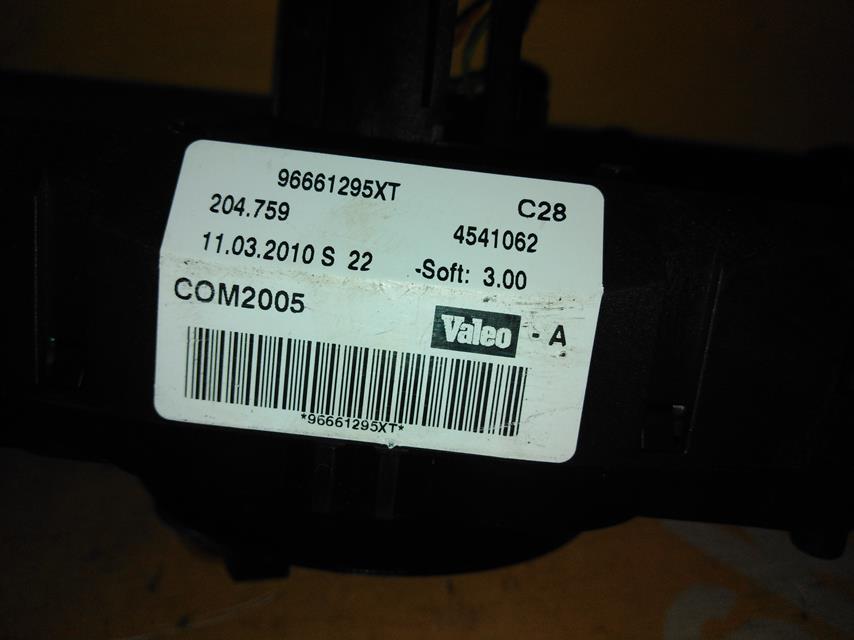 96661295XT
C28
204.759
4541062
11.03.2010 S 22
-Soft: 3.00
COM2005
Valeo - A
*96661295XT*